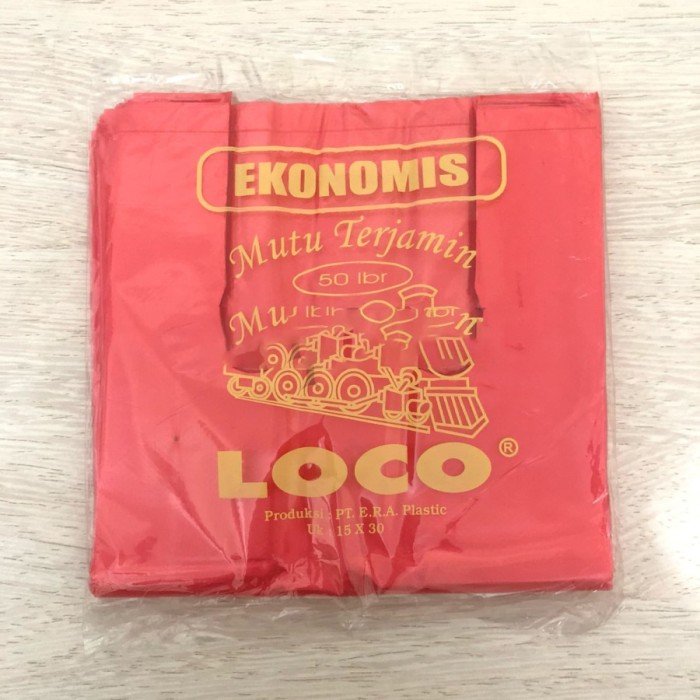 EKONOMIS
Mutu Terjamin
50 lbr
LOCO®
Produksi : PT. E.R.A. Plastic
Uk : 15 X 30